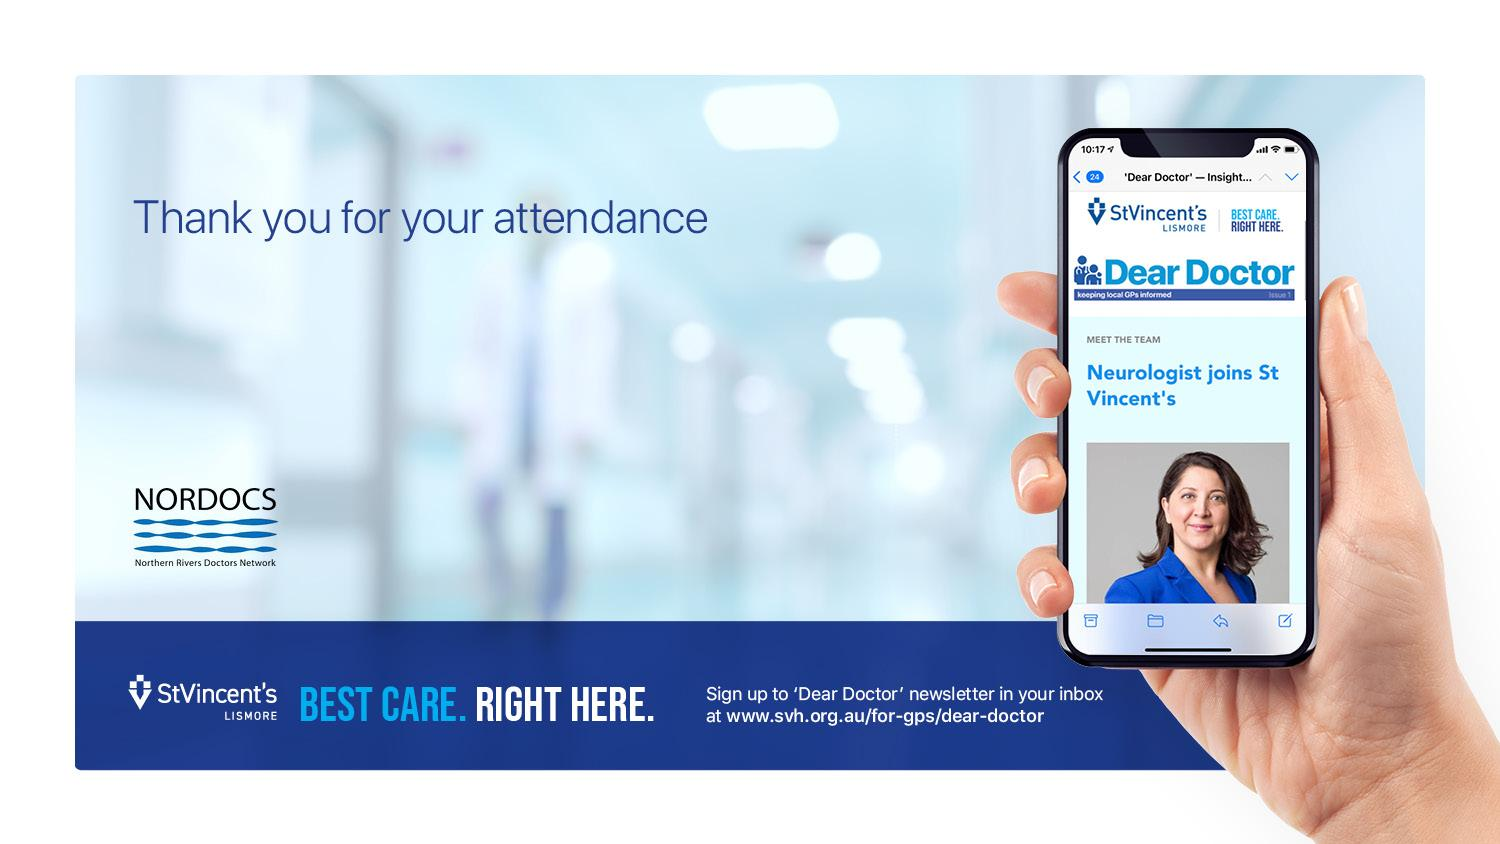 Thank you for your attendance
NORDOCS
Northern Rivers Doctors Network
StVincent's
LISMORE
BEST CARE. RIGHT HERE.
Sign up to ‘Dear Doctor’ newsletter in your inbox
at www.svh.org.au/for-gps/dear-doctor
10:17
24
'Dear Doctor' — Insight...
StVincent's
LISMORE
BEST CARE.
RIGHT HERE.
Dear Doctor
keeping local GPs informed
Issue 1
MEET THE TEAM
Neurologist joins St
Vincent's